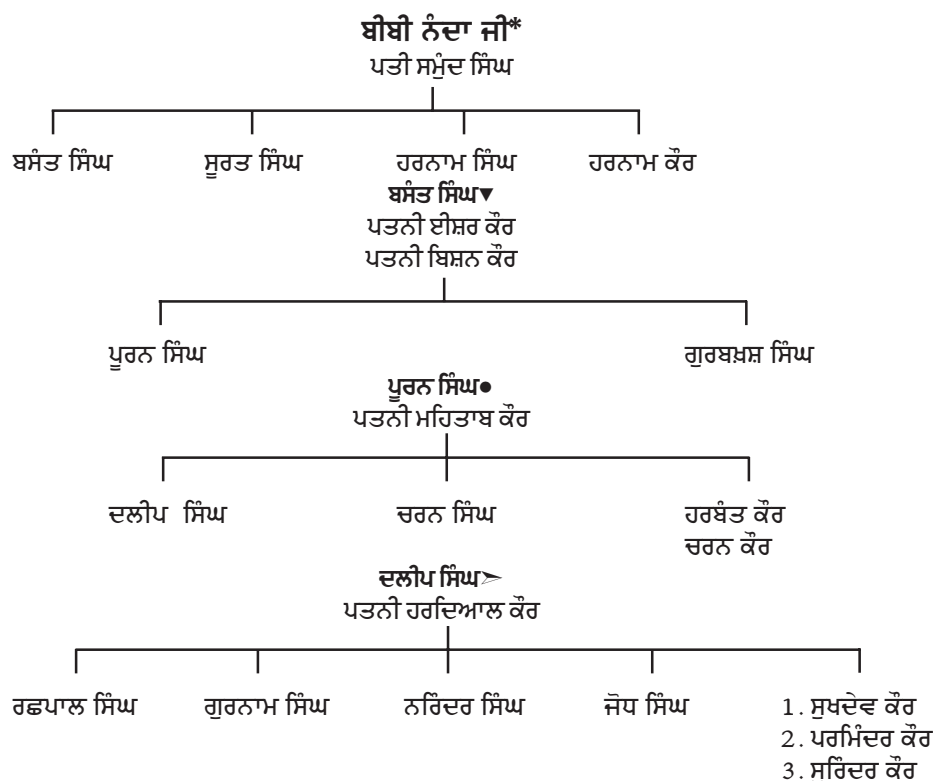 ਬੀਬੀ ਨੰਦਾ ਜੀ*
ਪਤੀ ਸਮੁੰਦ ਸਿੰਘ
ਬਸੰਤ ਸਿੰਘ ਸੂਰਤ ਸਿੰਘ ਹਰਨਾਮ ਸਿੰਘ ਹਰਨਾਮ ਕੌਰ
ਬਸੰਤ ਸਿੰਘ▼
ਪਤਨੀ ਈਸ਼ਰ ਕੌਰ
ਪਤਨੀ ਬਿਸ਼ਨ ਕੌਰ
ਪੂਰਨ ਸਿੰਘ ਗੁਰਬਖ਼ਸ਼ ਸਿੰਘ
ਪੂਰਨ ਸਿੰਘ●
ਪਤਨੀ ਮਹਿਤਾਬ ਕੌਰ
ਦਲੀਪ ਸਿੰਘ ਚਰਨ ਸਿੰਘ ਹਰਬੰਤ ਕੌਰ
ਚਰਨ ਕੌਰ
ਦਲੀਪ ਸਿੰਘ➣
ਪਤਨੀ ਹਰਦਿਆਲ ਕੌਰ
ਰਛਪਾਲ ਸਿੰਘ ਗੁਰਨਾਮ ਸਿੰਘ ਨਰਿੰਦਰ ਸਿੰਘ ਜੋਧ ਸਿੰਘ 1. ਸੁਖਦੇਵ ਕੌਰ
2. ਪਰਮਿੰਦਰ ਕੌਰ
3. ਸਰਿੰਦਰ ਕੌਰ